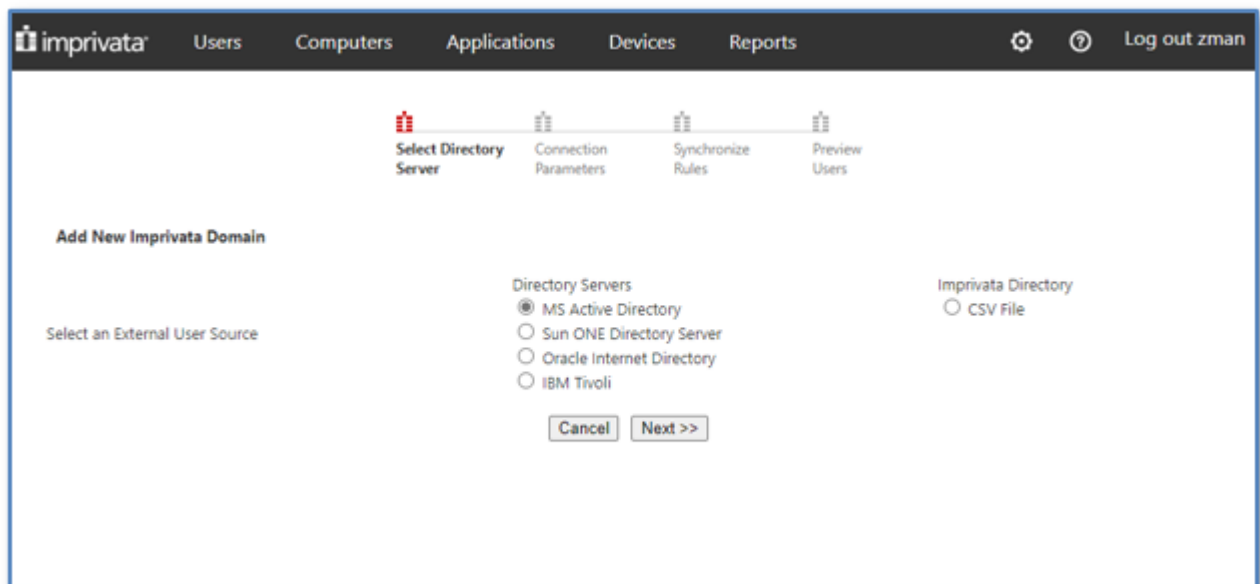 imprivata Users Computers Applications Devices Reports Log out zman
Select Directory Server
Connection Parameters
Synchronize Rules
Preview Users
Add New Imprivata Domain
Directory Servers
Imprivata Directory
MS Active Directory
CSV File
Sun ONE Directory Server
Select an External User Source
Oracle Internet Directory
IBM Tivoli
Cancel Next >>